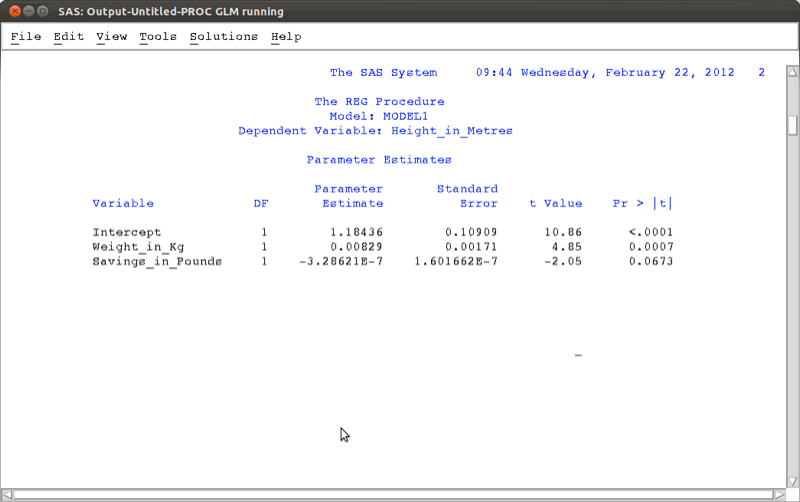 SAS: Output-Untitled-PROC GLM running
File Edit View Tools Solutions Help
The SAS System 09:44 Wednesday, February 22, 2012 2
The REG Procedure
Model: MODEL1
Dependent Variable: Height_in_Metres
Parameter Estimates
Parameter Standard
Variable DF Estimate Error t Value Pr > |t|
Intercept 1 1.18436 0.10909 10.86 <.0001
Weight_in_Kg 1 0.00829 0.00171 4.85 0.0007
Savings_in_Pounds 1 -3.28621E-7 1.601662E-7 -2.05 0.0673